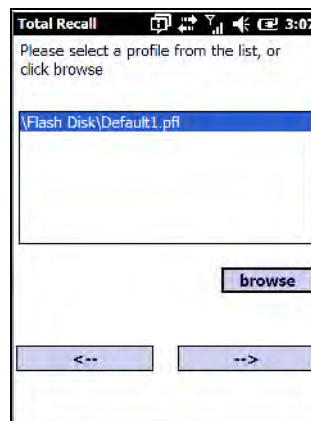 Total Recall 3:07
Please select a profile from the list, or
click browse
\Flash Disk\Default1.pfl
browse
<--
-->